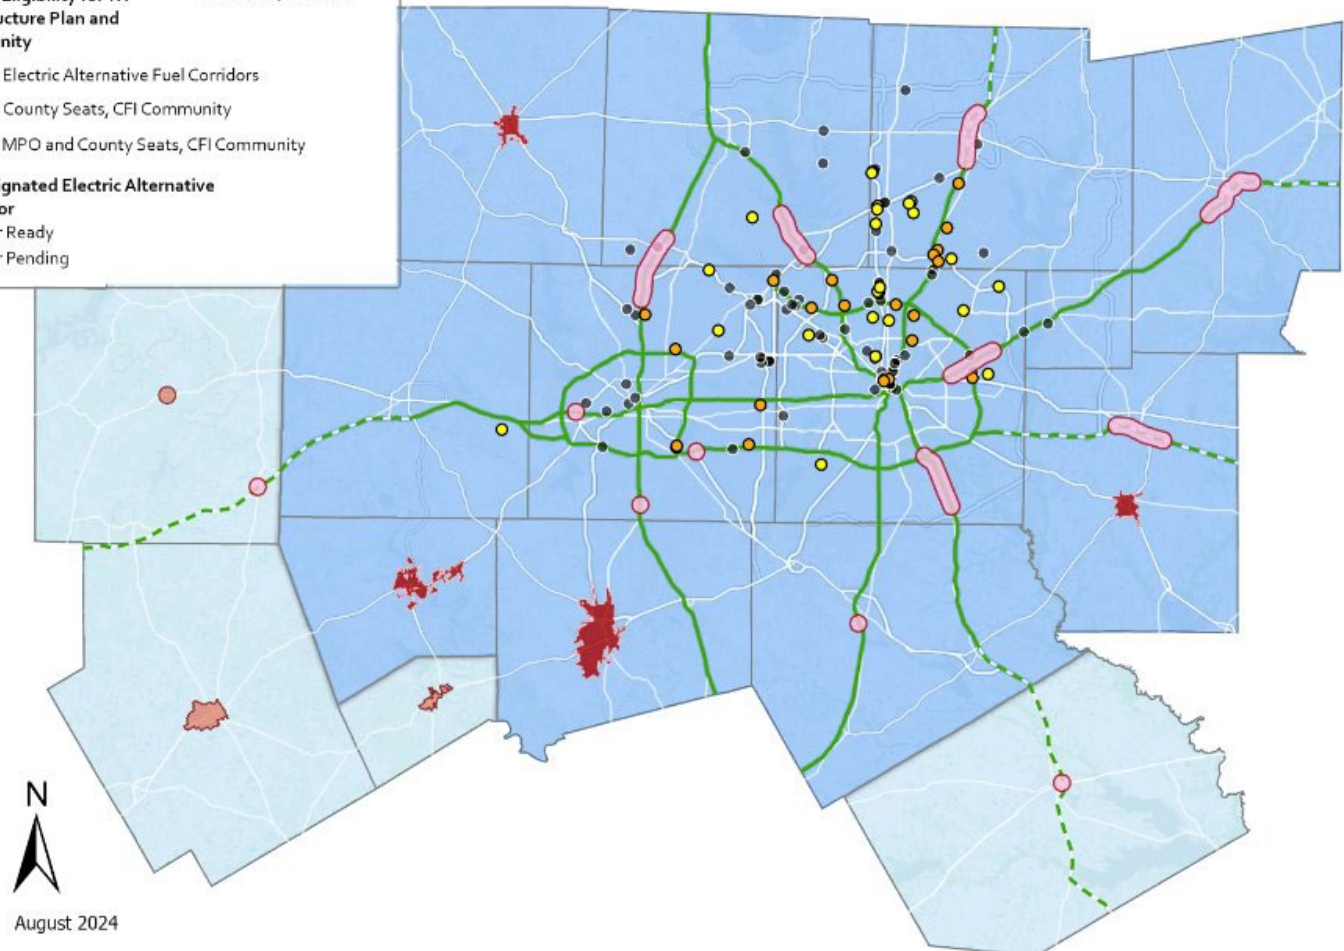 ucture Plan and
nity
Electric Alternative Fuel Corridors
County Seats, CFI Community
MPO and County Seats, CFI Community
ignated Electric Alternative
or
r Ready
r Pending
N
August 2024